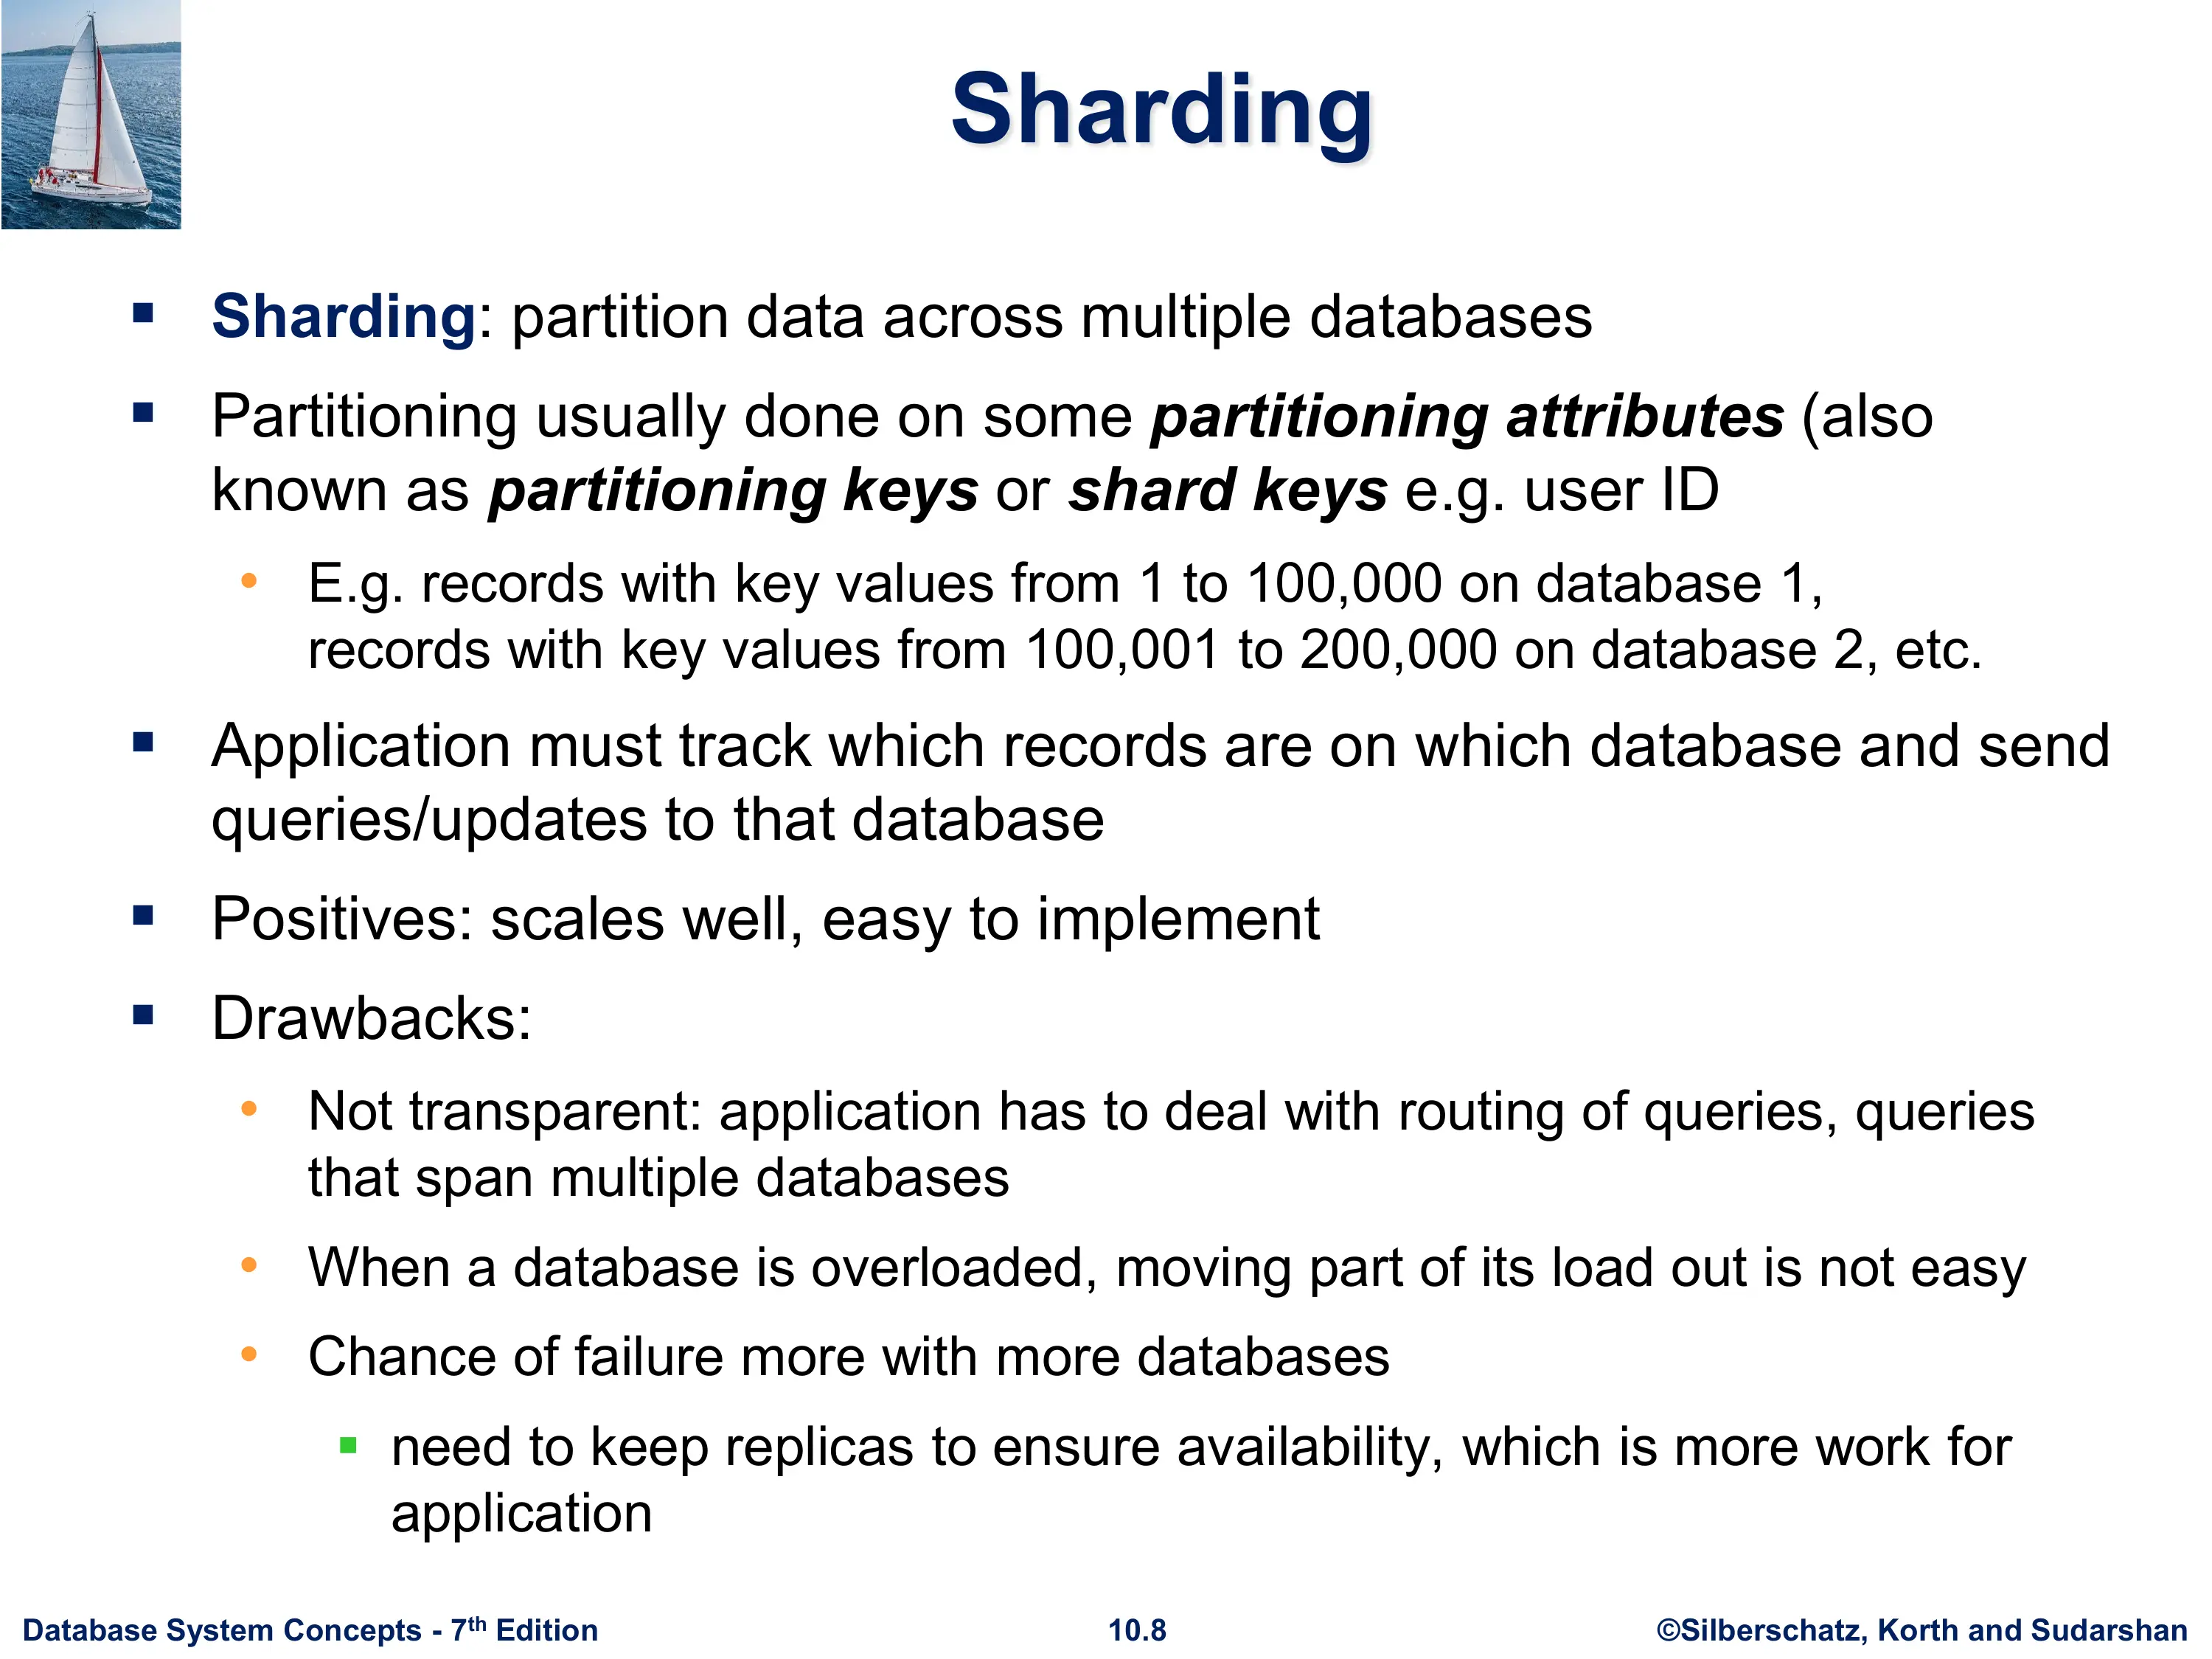 Sharding
Sharding: partition data across multiple databases
Partitioning usually done on some partitioning attributes (also
known as partitioning keys or shard keys e.g. user ID
E.g. records with key values from 1 to 100,000 on database 1,
records with key values from 100,001 to 200,000 on database 2, etc.
Application must track which records are on which database and send
queries/updates to that database
Positives: scales well, easy to implement
Drawbacks:
Not transparent: application has to deal with routing of queries, queries
that span multiple databases
When a database is overloaded, moving part of its load out is not easy
Chance of failure more with more databases
need to keep replicas to ensure availability, which is more work for
application
Database System Concepts - 7th Edition
10.8
©Silberschatz, Korth and Sudarshan